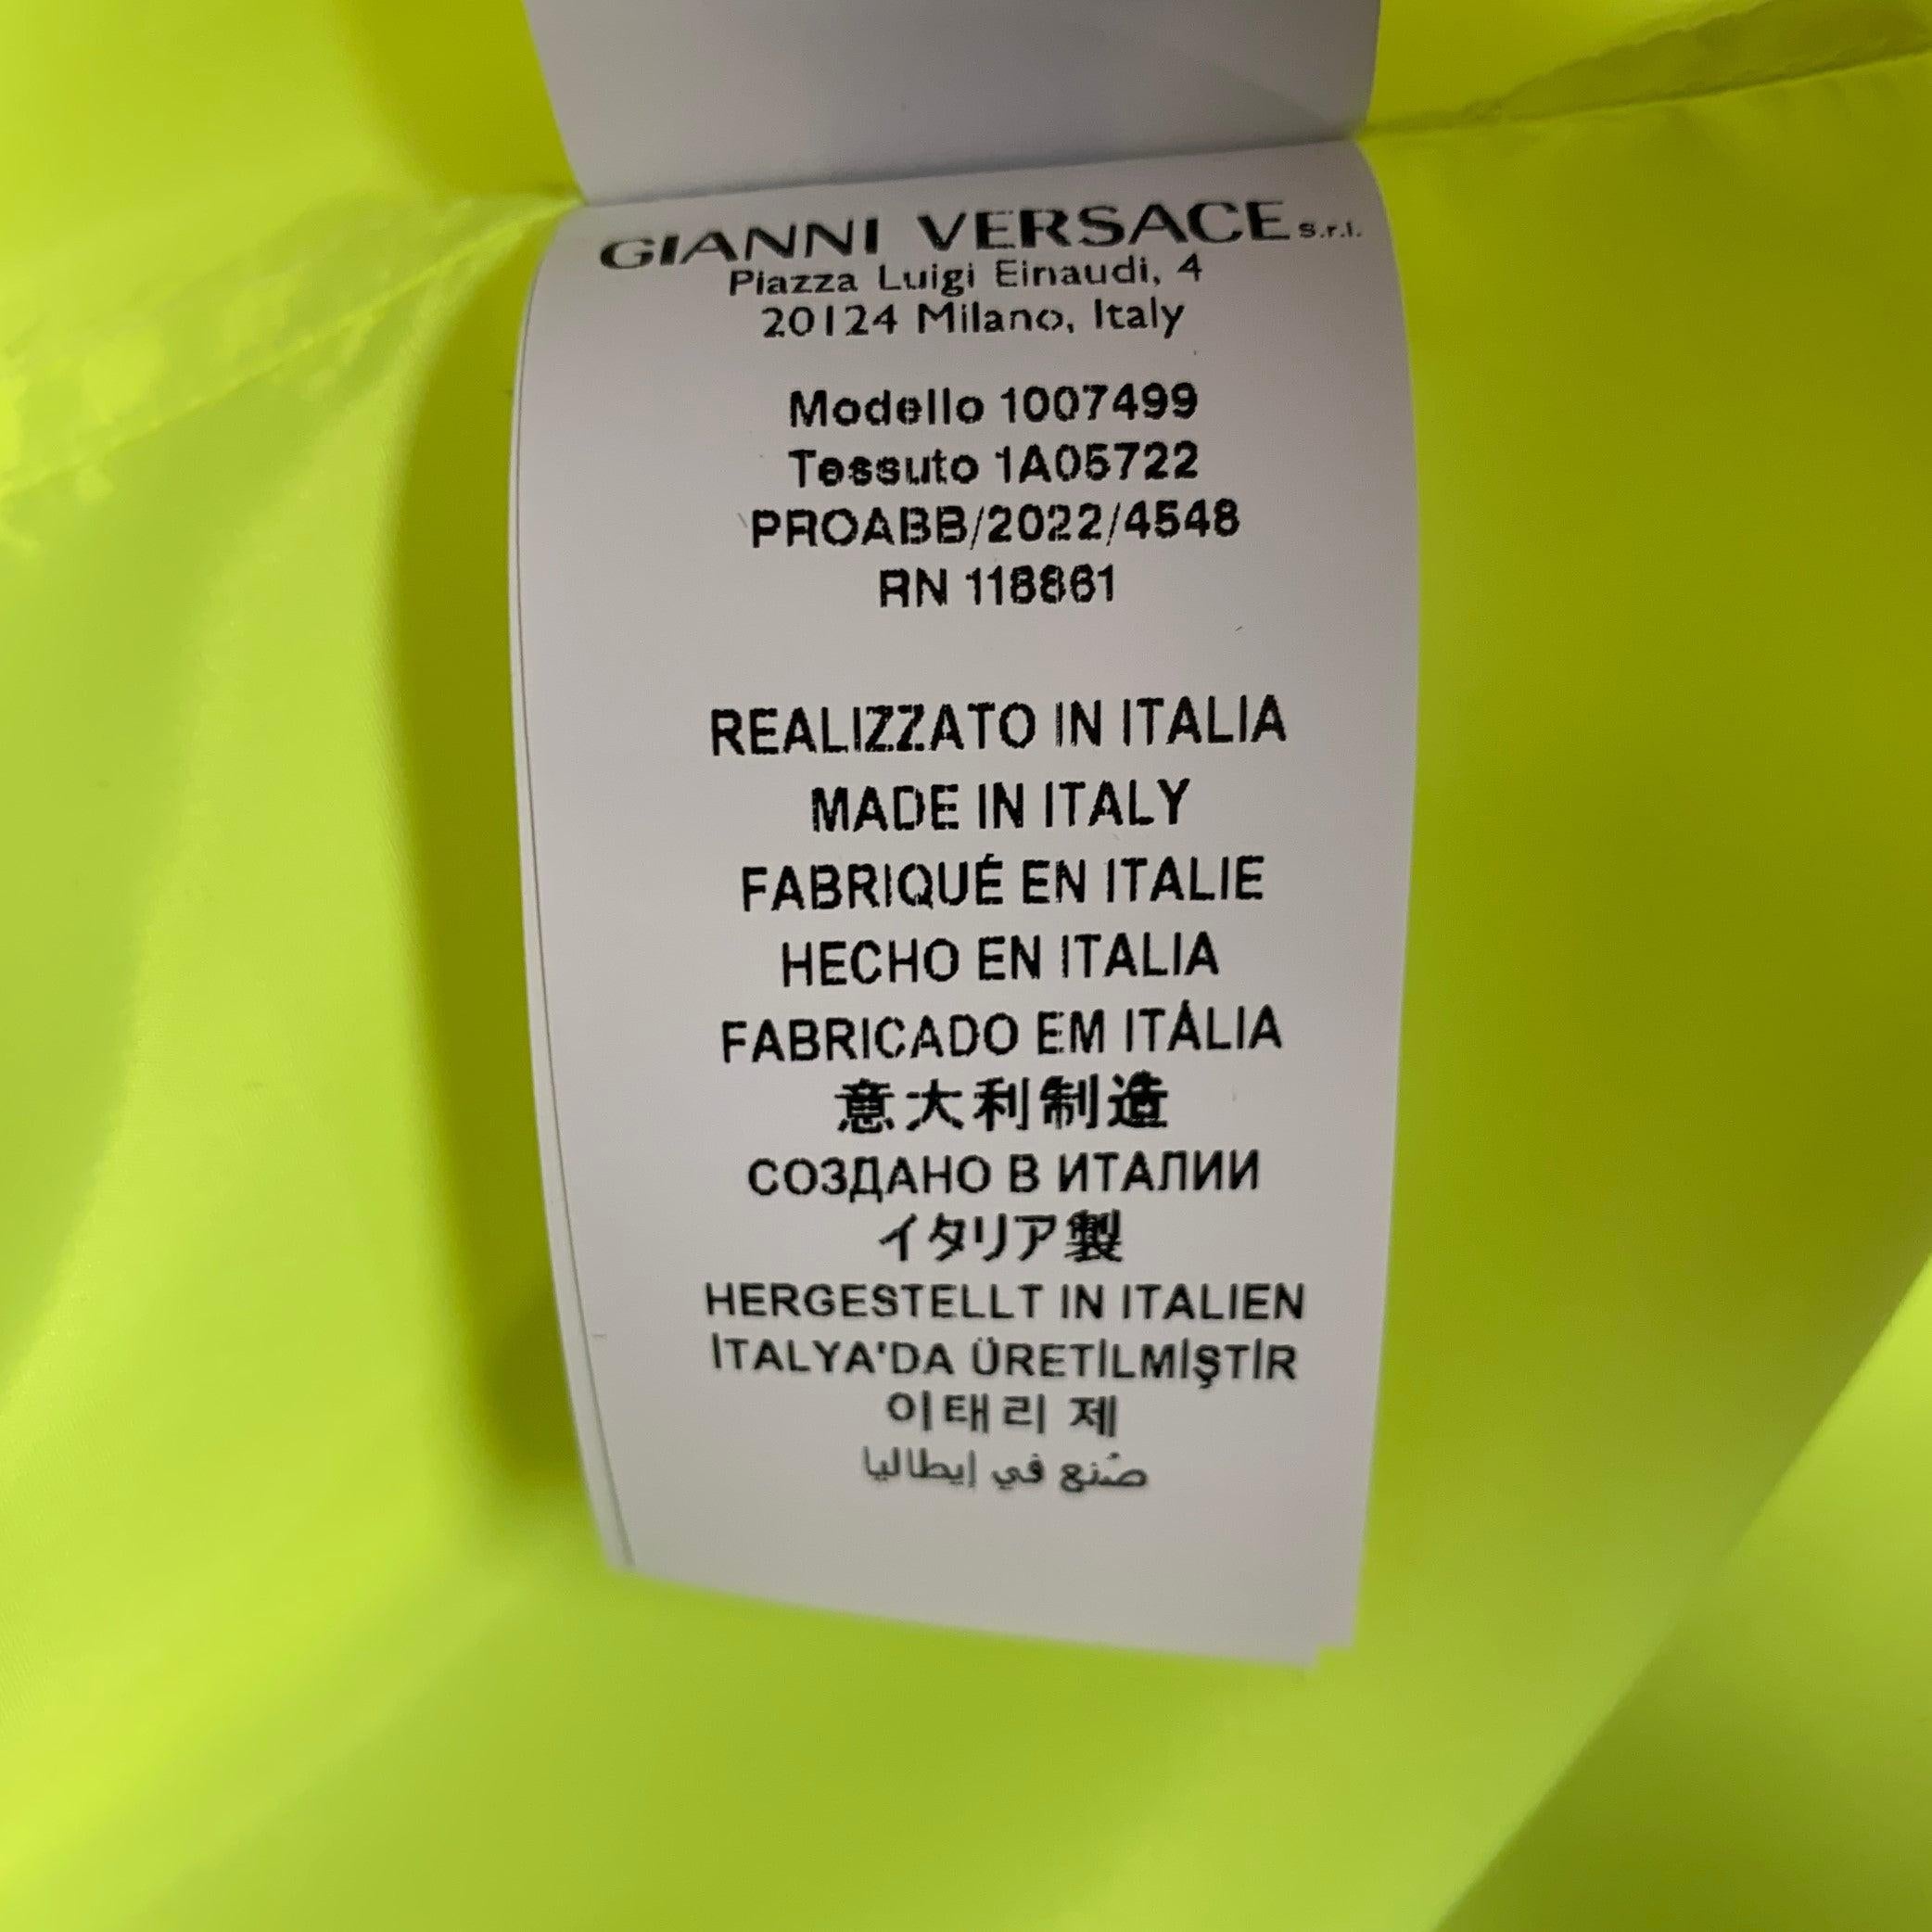 GIANNI VERSACE S.r.l.
Piazza Luigi Einaudi, 4
20124 Milano, Italy
Modello 1007499
Tessuto 1A05722
PROABB/2022/4548
RN 118861
REALIZZATO IN ITALIA
MADE IN ITALY
FABRIQUÉ EN ITALIE
HECHO EN ITALIA
FABRICADO EM ITÁLIA
意大利制造
СОЗДАНО В ИТАЛИИ
イタリア製
HERGESTELLT IN ITALIEN
İTALYA'DA ÜRETİLMİŞTİR
이태리 제
صُنع في إيطاليا